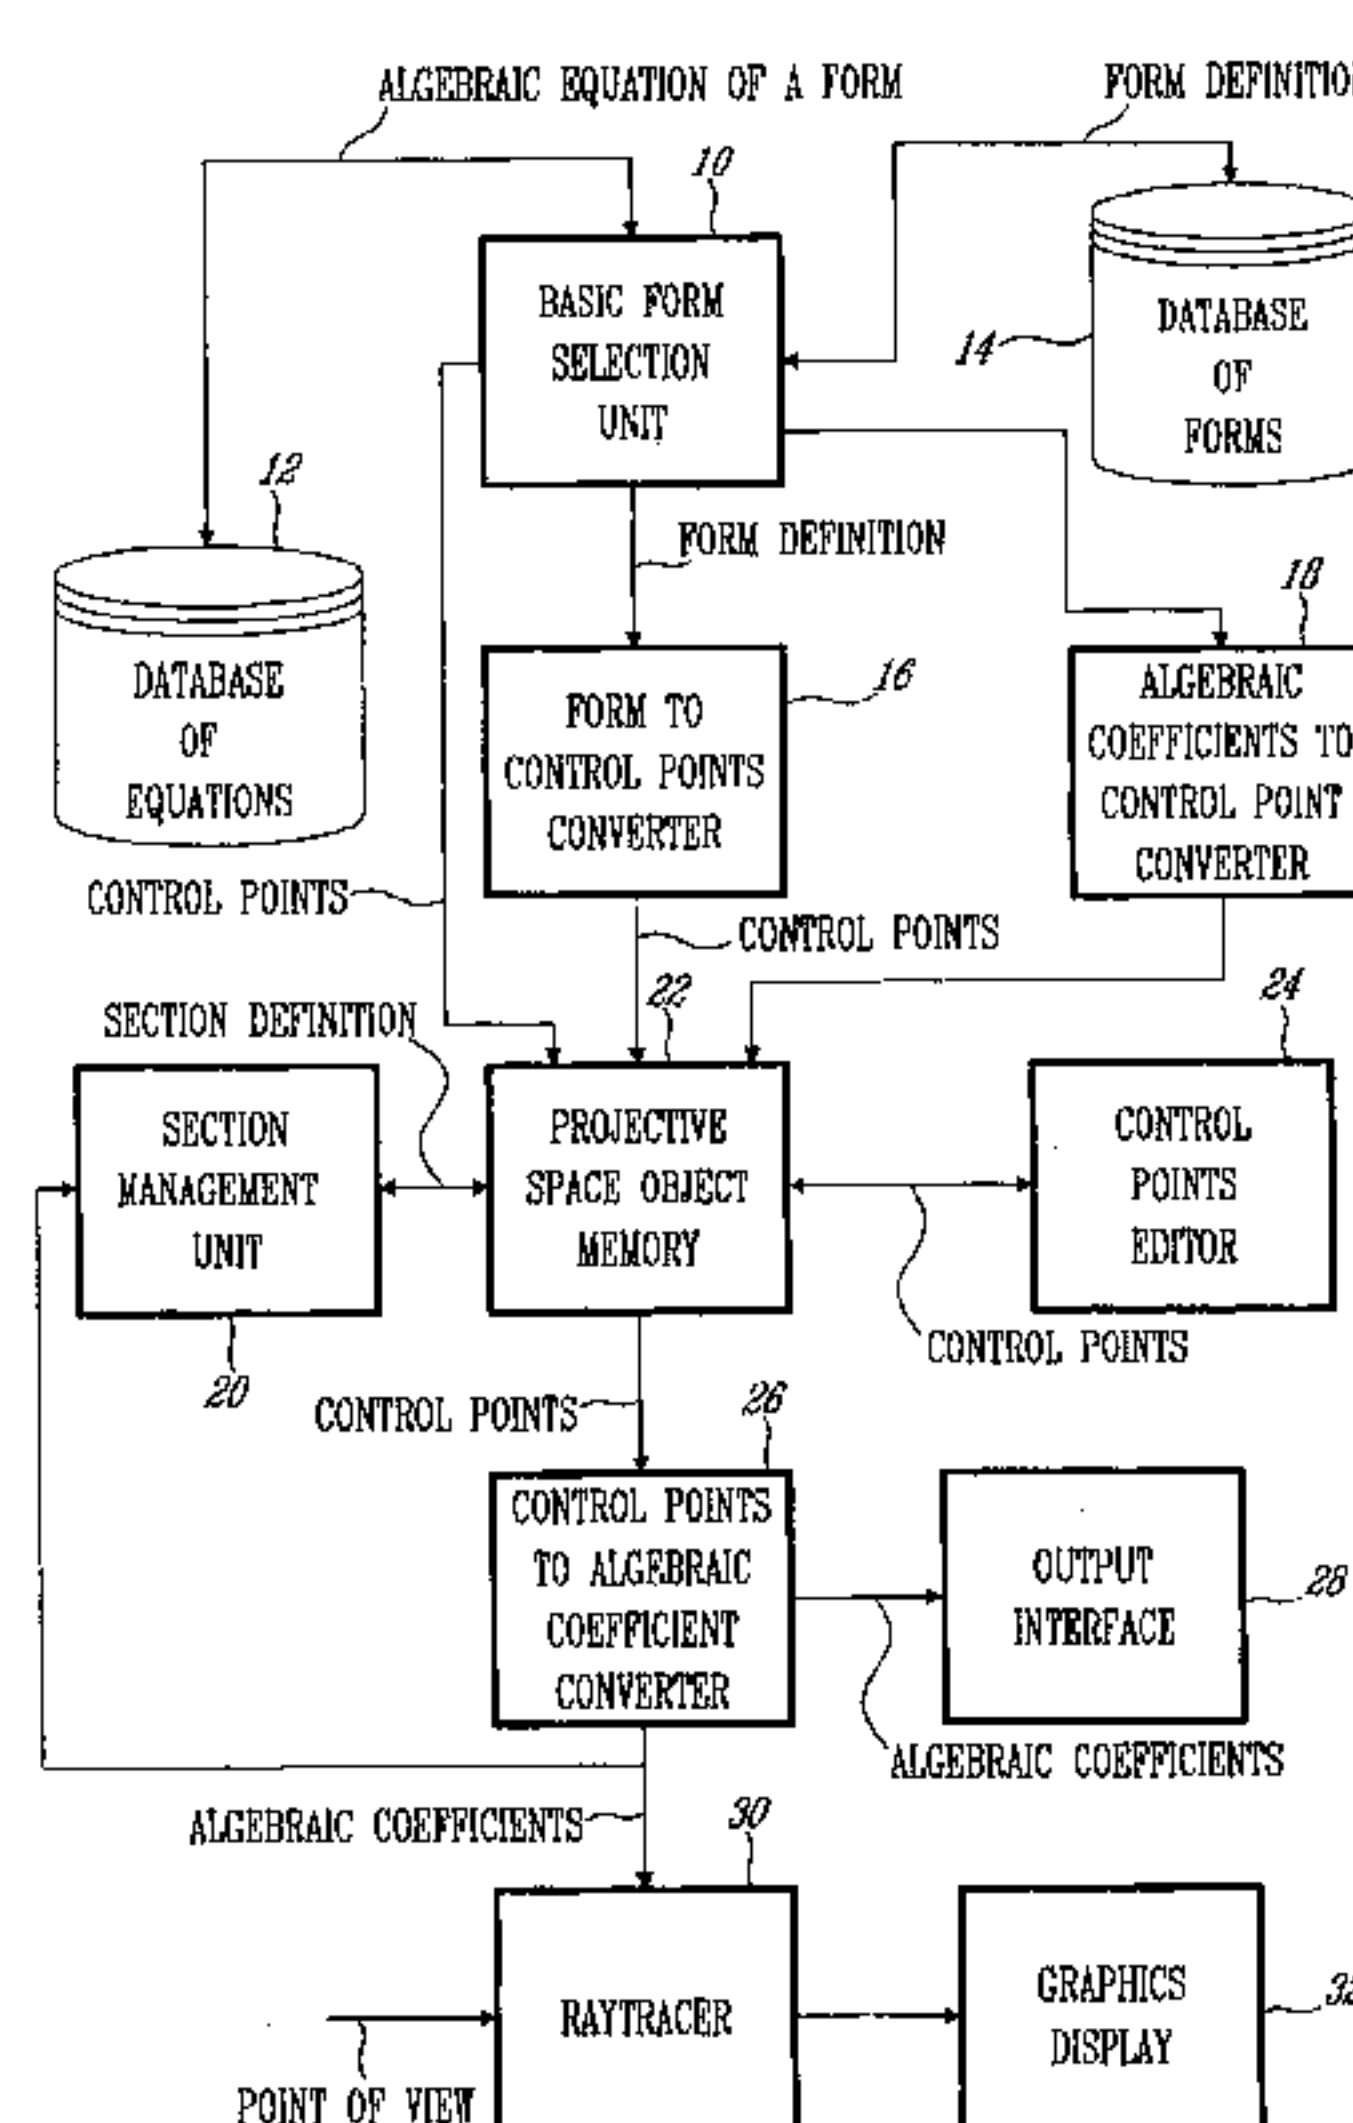 ALGEBRAIC EQUATION OF A FORM
FORM DEFINITIO
10
BASIC FORM
SELECTION
UNIT
14
DATABASE
OF
FORMS
12
FORM DEFINITION
18
DATABASE
OF
EQUATIONS
FORM TO
CONTROL POINTS
CONVERTER
16
ALGEBRAIC
COEFFICIENTS TO
CONTROL POINT
CONVERTER
CONTROL POINTS
CONTROL POINTS
22
24
SECTION DEFINITION
SECTION
MANAGEMENT
UNIT
PROJECTIVE
SPACE OBJECT
MEMORY
CONTROL
POINTS
EDITOR
CONTROL POINTS
20
CONTROL POINTS
26
CONTROL POINTS
TO ALGEBRAIC
COEFFICIENT
CONVERTER
OUTPUT
INTERFACE
28
ALGEBRAIC COEFFICIENTS
ALGEBRAIC COEFFICIENTS
30
RAYTRACER
GRAPHICS
DISPLAY
32
POINT OF VIEW